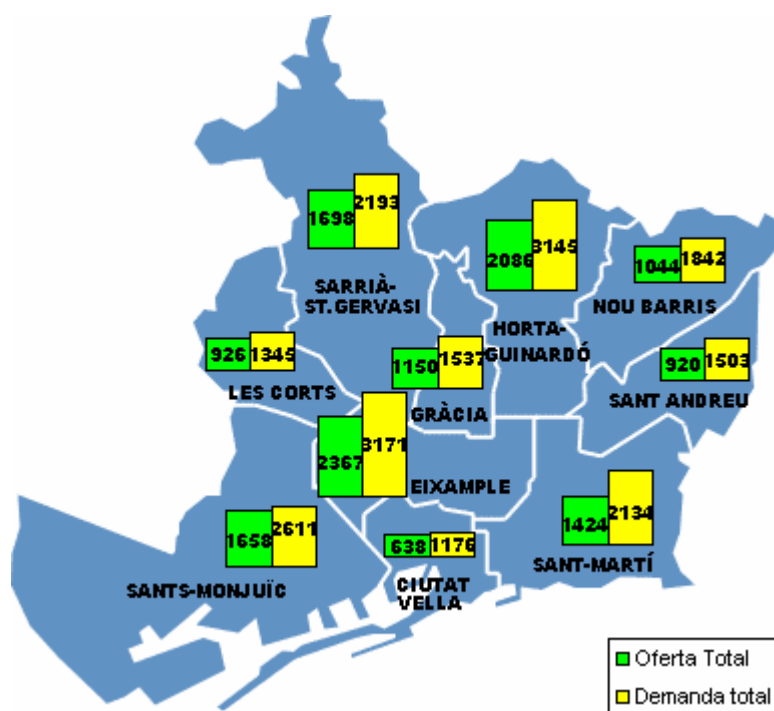 2193
1698
SARRIÀ-
ST.GERVASI
3145
2086
HORTA-
GUINARDÓ
1842
1044
NOU BARRIS
926 1345
LES CORTS
1150 1537
GRÀCIA
920 1503
SANT ANDREU
3171
2367
EIXAMPLE
1658 2611
SANTS-MONJUÏC
638 1176
CIUTAT
VELLA
1424 2134
SANT-MARTÍ
Oferta Total
Demanda total